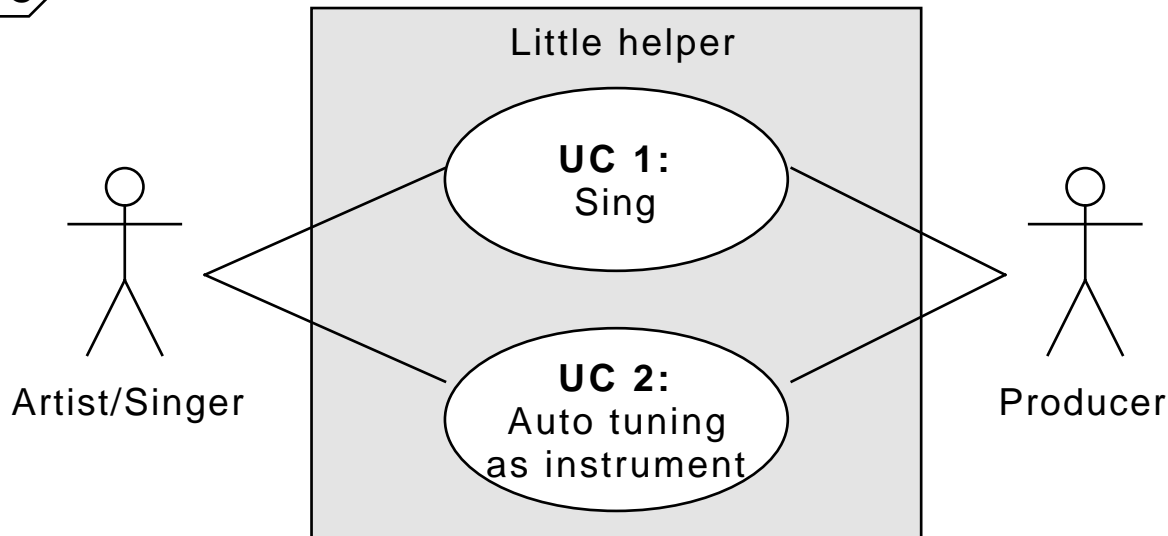 Little helper
UC 1:
Sing
UC 2:
Auto tuning
as instrument
Artist/Singer
Producer